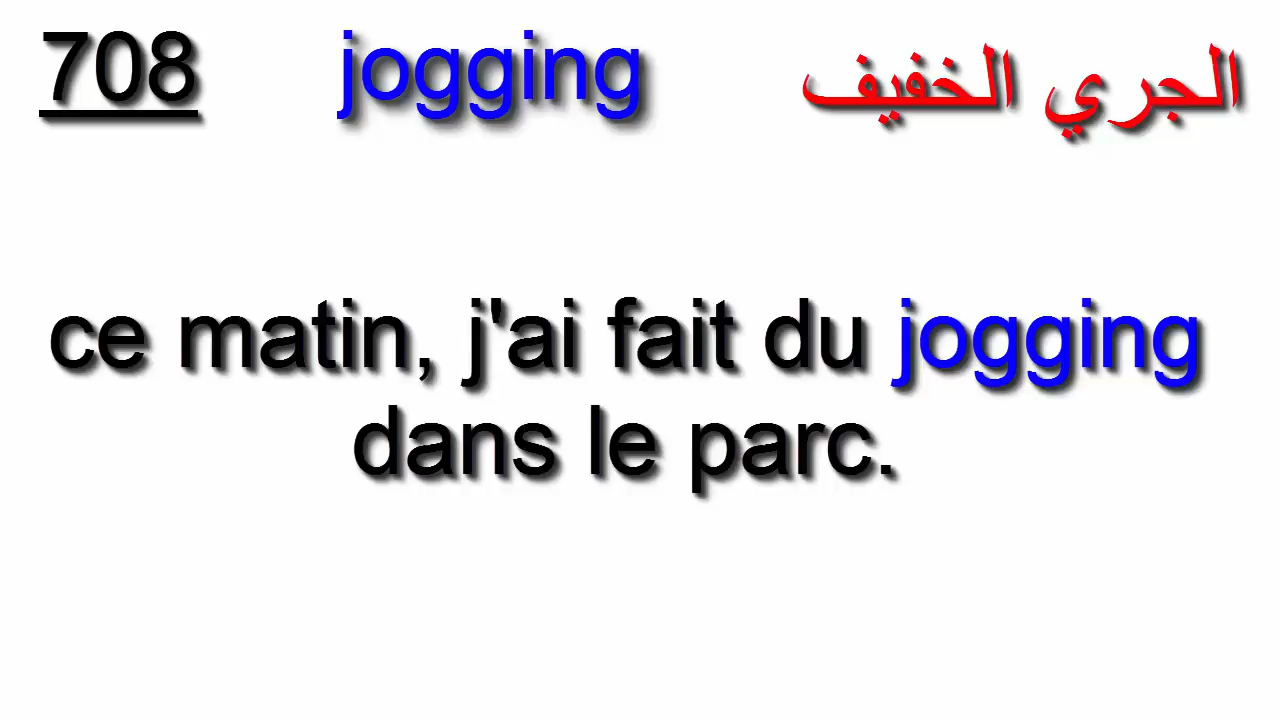 708 jogging الجري الخفيف
ce matin, j'ai fait du jogging
dans le parc.